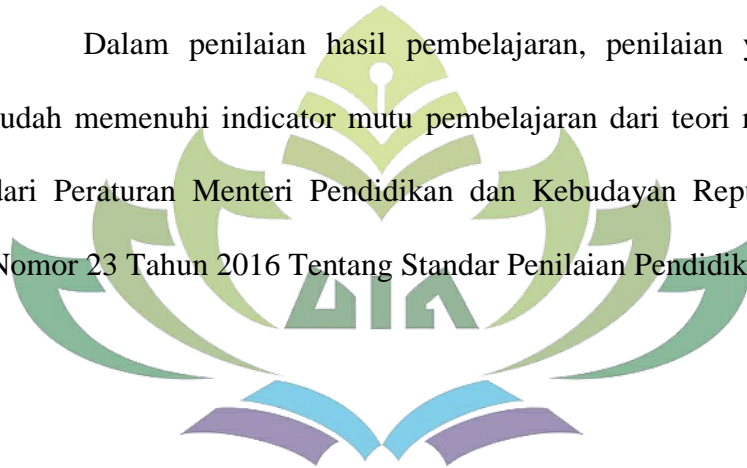 Dalam penilaian hasil pembelajaran, penilaian y
udah memenuhi indicator mutu pembelajaran dari teori
dari Peraturan Menteri Pendidikan dan Kebudayan Repu
Nomor 23 Tahun 2016 Tentang Standar Penilaian Pendidik